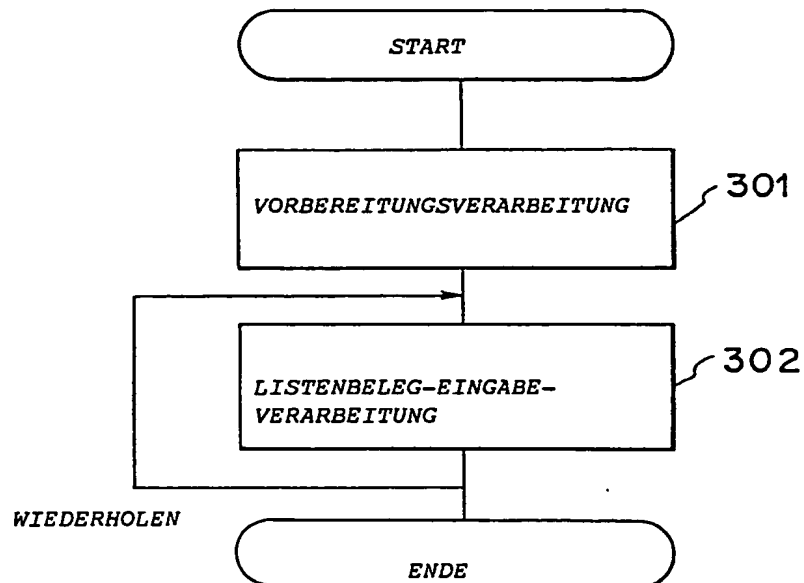 START
VORBEREITUNGSVERARBEITUNG
301
LISTENBELEG-EINGABE-
VERARBEITUNG
302
WIEDERHOLEN
ENDE